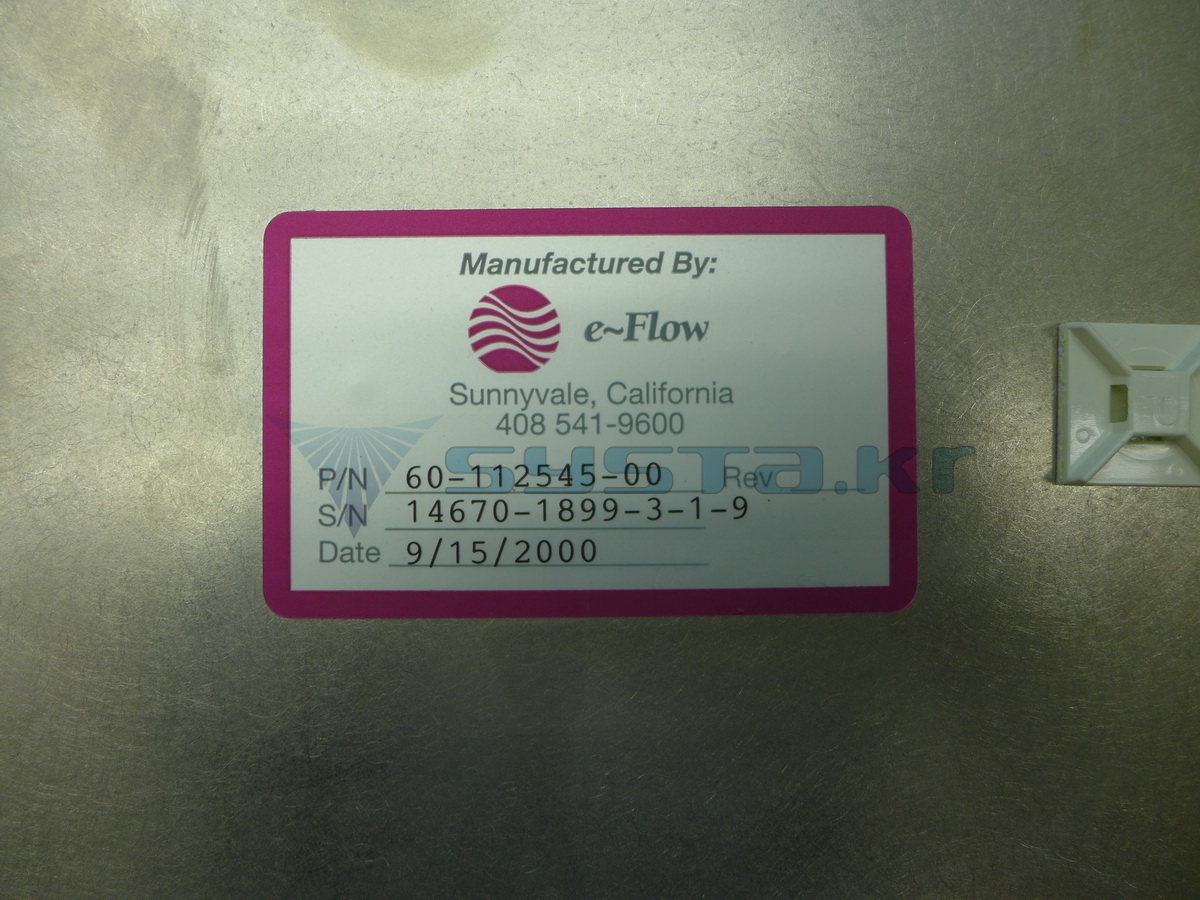 Manufactured By:
e~Flow
Sunnyvale, California
408 541-9600
P/N 60-112545-00 Rev
S/N 14670-1899-3-1-9
Date 9/15/2000
systa.kr